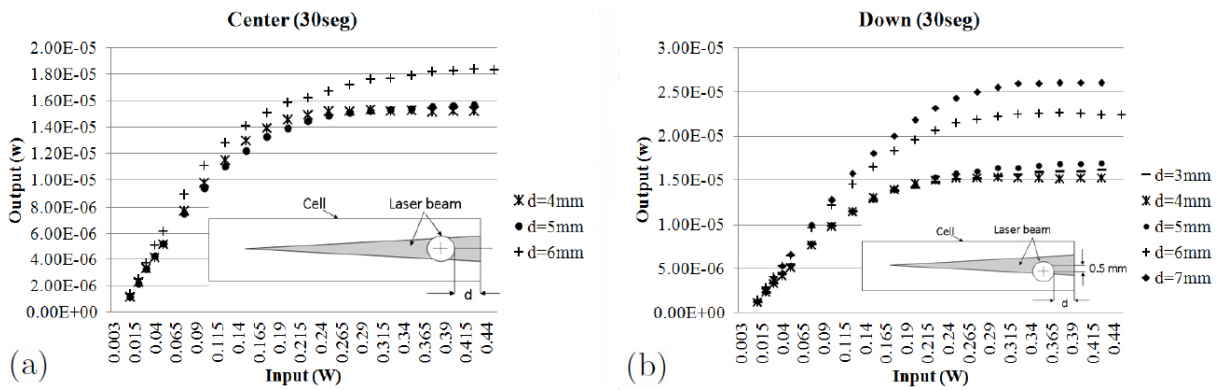 Center (30seg)
2.00E-05
1.80E-05
1.60E-05
1.40E-05
1.20E-05
1.00E-05
8.00E-06
6.00E-06
4.00E-06
2.00E-06
0.00E+00
Output (w)
0.003
0.015
0.04
0.065
0.09
0.115
0.14
0.165
0.19
0.215
0.24
0.265
0.29
0.315
0.34
0.365
0.39
0.415
0.44
Input (W)
Cell
Laser beam
d
d=4mm
d=5mm
d=6mm
(a)
Down (30seg)
3.00E-05
2.50E-05
2.00E-05
1.50E-05
1.00E-05
5.00E-06
0.00E+00
Output (w)
0.003
0.015
0.04
0.065
0.09
0.115
0.14
0.165
0.19
0.215
0.24
0.265
0.29
0.315
0.34
0.365
0.39
0.415
0.44
Input (W)
Cell
Laser beam
0.5 mm
d
d=3mm
d=4mm
d=5mm
d=6mm
d=7mm
(b)